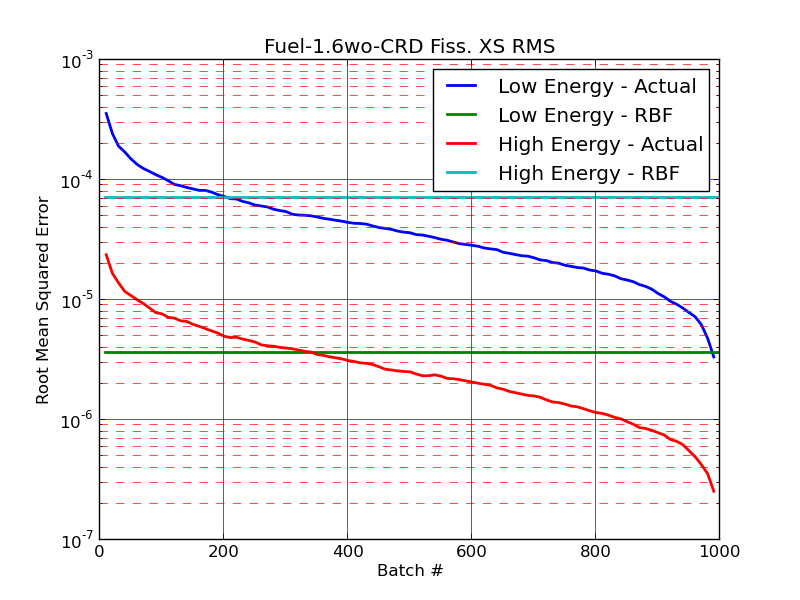 Fuel-1.6wo-CRD Fiss. XS RMS
Low Energy - Actual
Low Energy - RBF
High Energy - Actual
High Energy - RBF
Root Mean Squared Error
10^-3
10^-4
10^-5
10^-6
10^-7
0 200 400 600 800 1000
Batch #